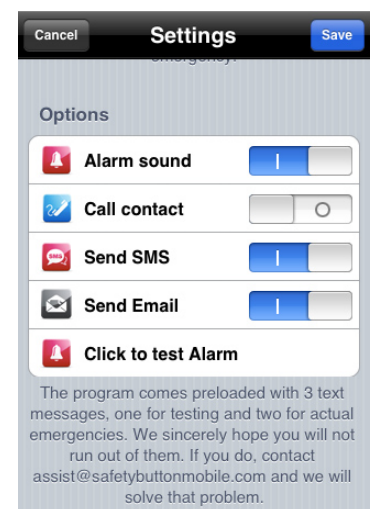 Cancel Settings Save
emergency.
Options
Alarm sound
Call contact
Send SMS
Send Email
Click to test Alarm
The program comes preloaded with 3 text
messages, one for testing and two for actual
emergencies. We sincerely hope you will not
run out of them. If you do, contact
assist@safetybuttonmobile.com and we will
solve that problem.